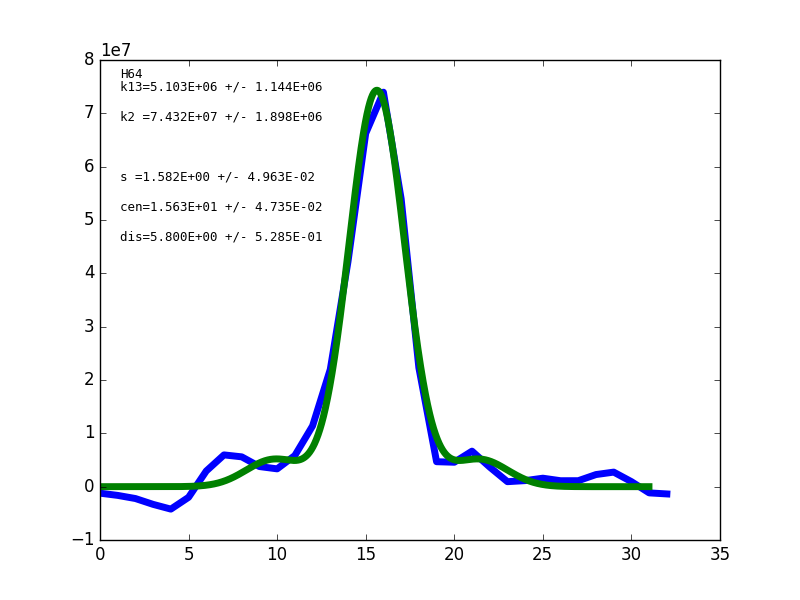 1e7
H64
k13=5.103E+06 +/- 1.144E+06
k2 =7.432E+07 +/- 1.898E+06
s =1.582E+00 +/- 4.963E-02
cen=1.563E+01 +/- 4.735E-02
dis=5.800E+00 +/- 5.285E-01
8
7
6
5
4
3
2
1
0
−1
0 5 10 15 20 25 30 35